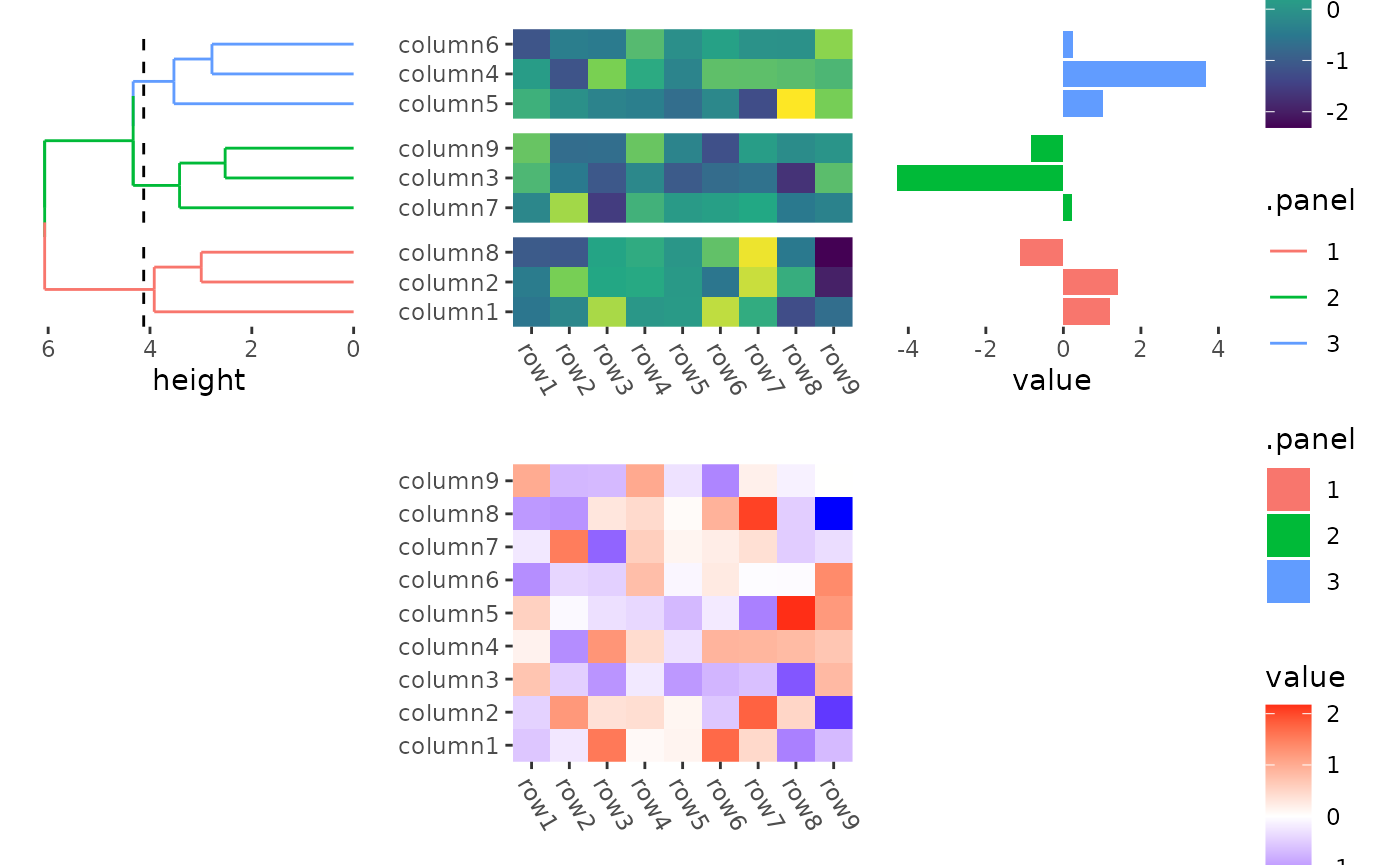 column6
column4
column5
column9
column3
column7
column8
column2
column1
6 4 2 0
height
row1 row2 row3 row4 row5 row6 row7 row8 row9
-4 -2 0 2 4
value
0
-1
-2
.panel
1
2
3
.panel
1
2
3
column9
column8
column7
column6
column5
column4
column3
column2
column1
row1 row2 row3 row4 row5 row6 row7 row8 row9
value
2
1
0